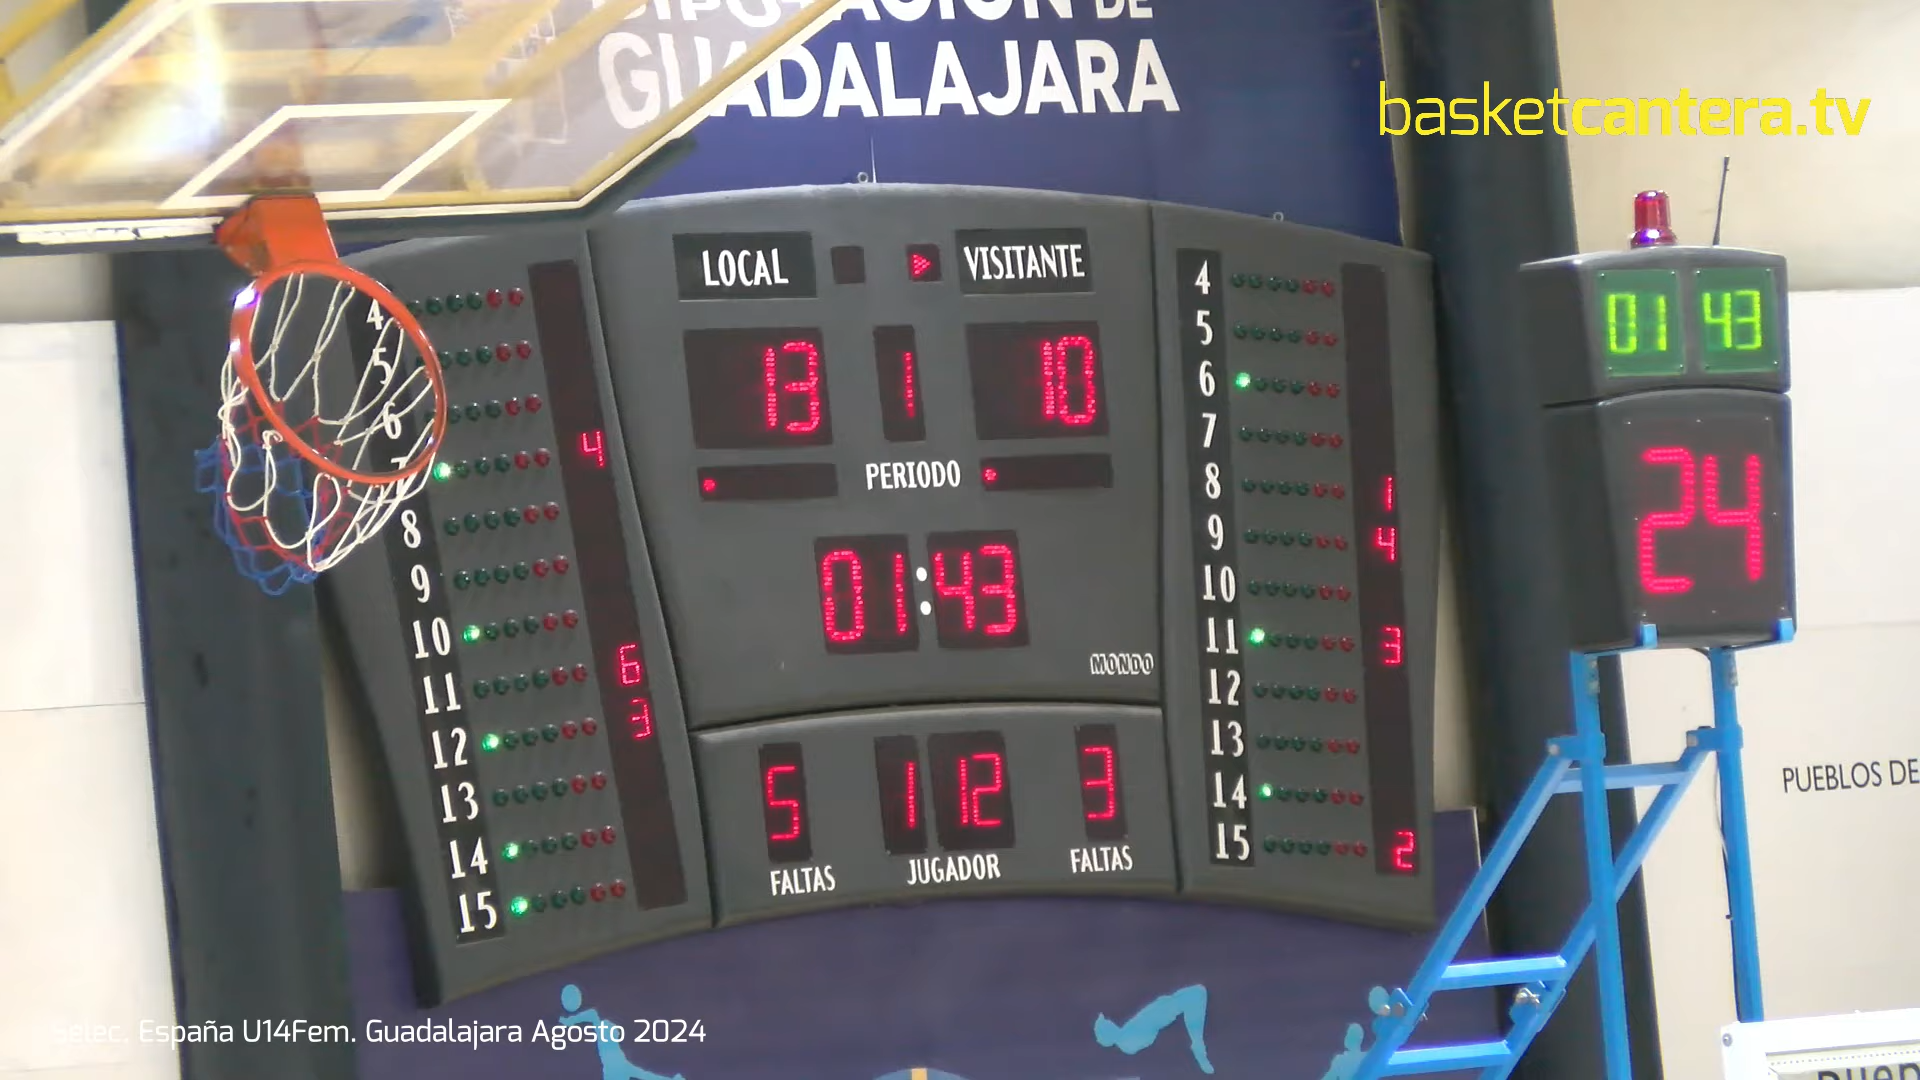 DIPUTACIÓN DE
GUADALAJARA
basketcantera.tv
LOCAL VISITANTE
13 1 10
PERIODO
01:43
MONDO
5 1 12 3
FALTAS JUGADOR FALTAS
4
5
6
7 4
8
9
10
11 6
12 3
13
14
15
4
5
6
7
8 1
9 4
10
11 3
12
13
14
15 2
01 43
24
PUEBLOS DE
Selec. España U14Fem. Guadalajara Agosto 2024